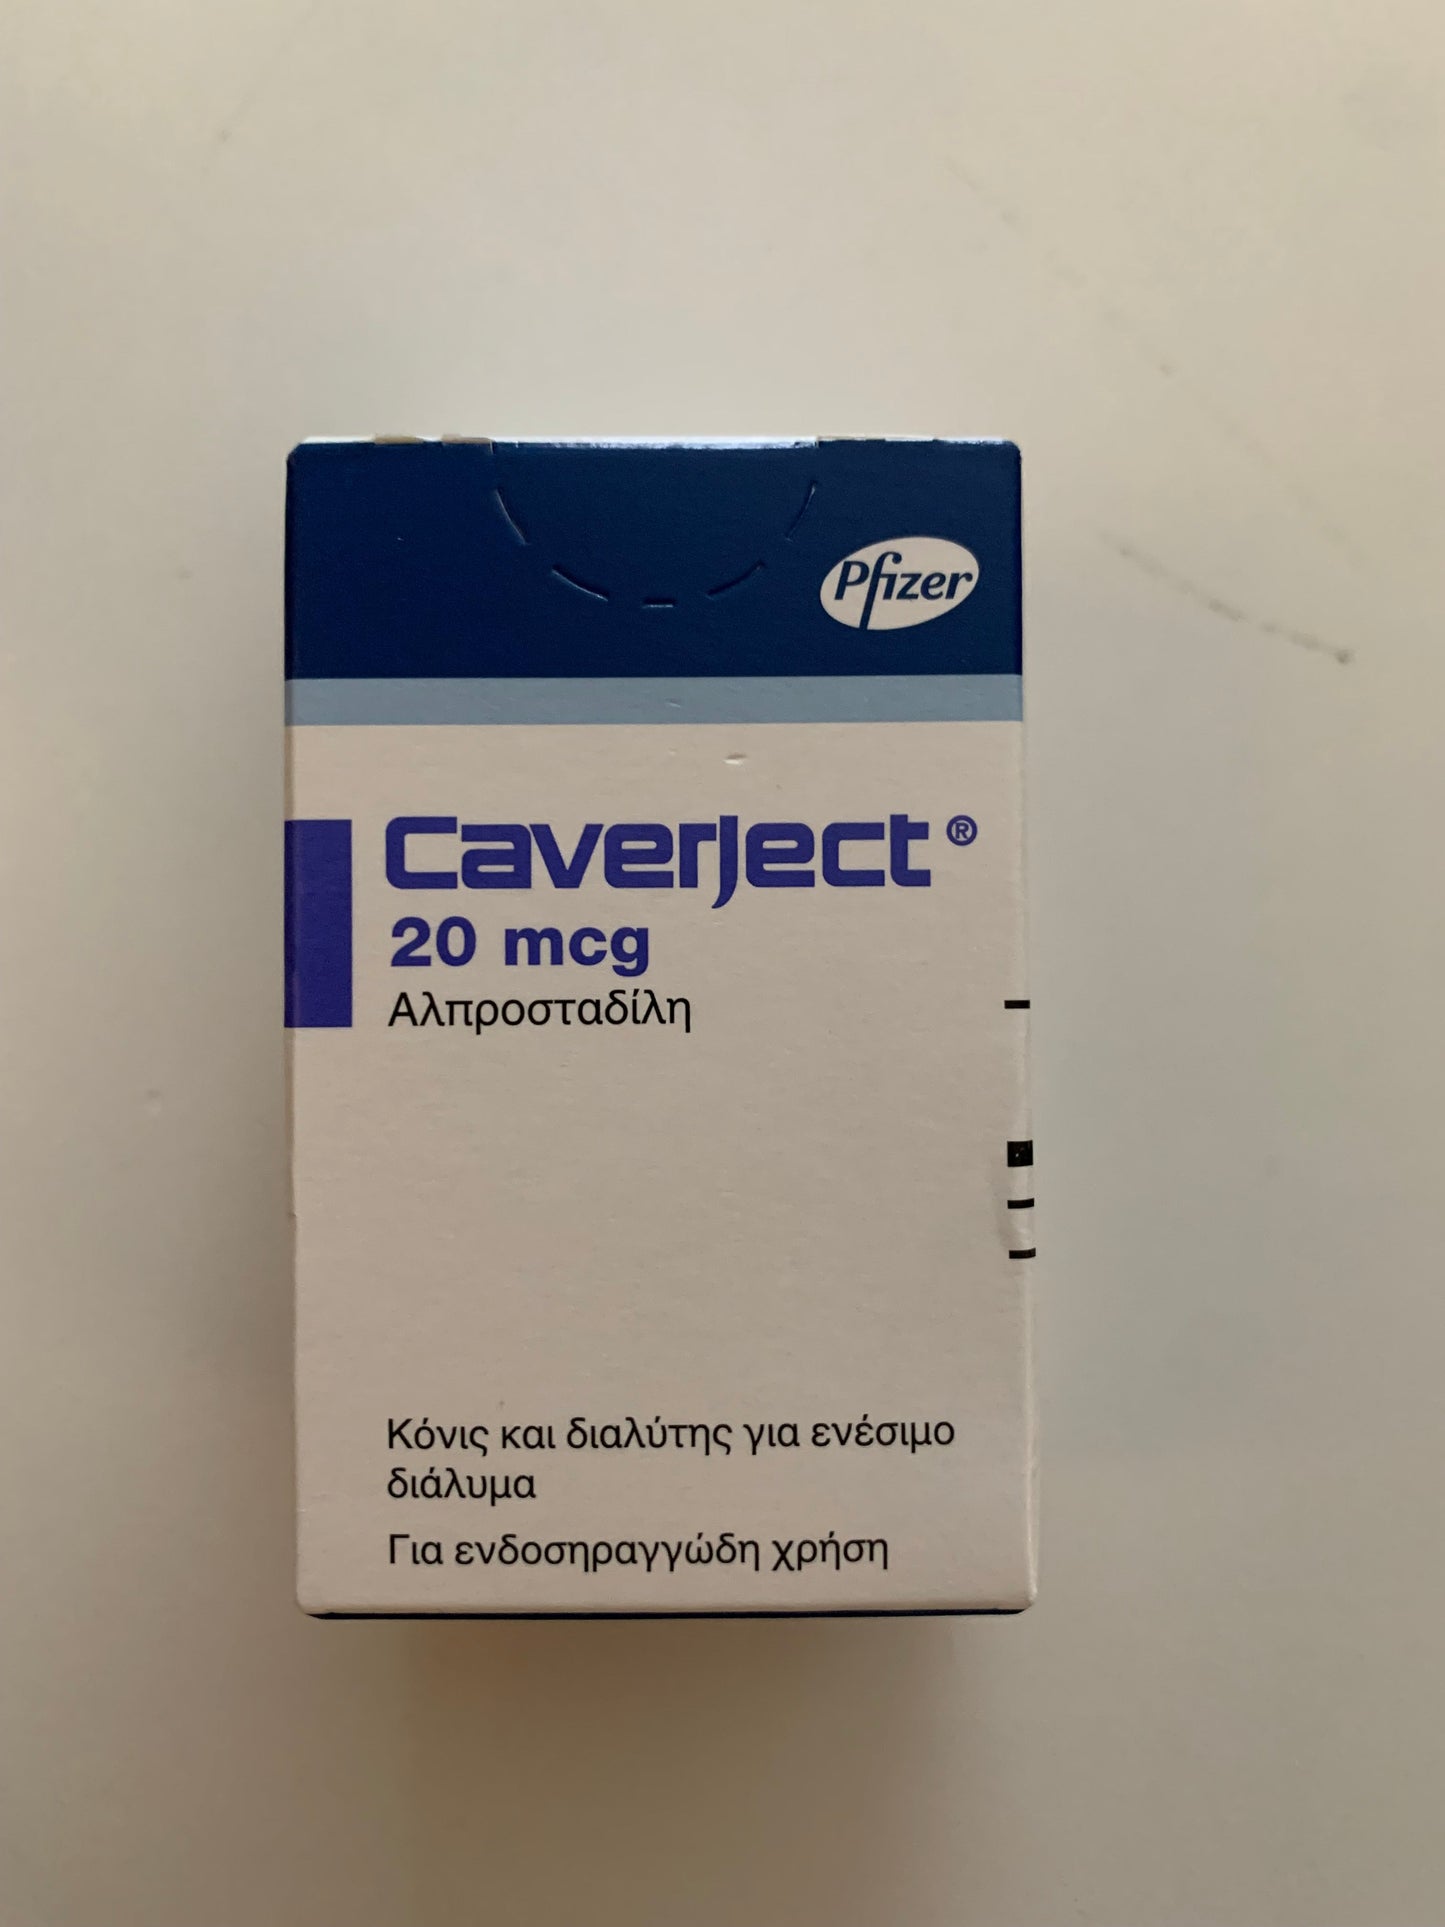 Pfizer
Caverject®
20 mcg
Αλπροσταδίλη
Κόνις και διαλύτης για ενέσιμο
διάλυμα
Για ενδοσηραγγώδη χρήση